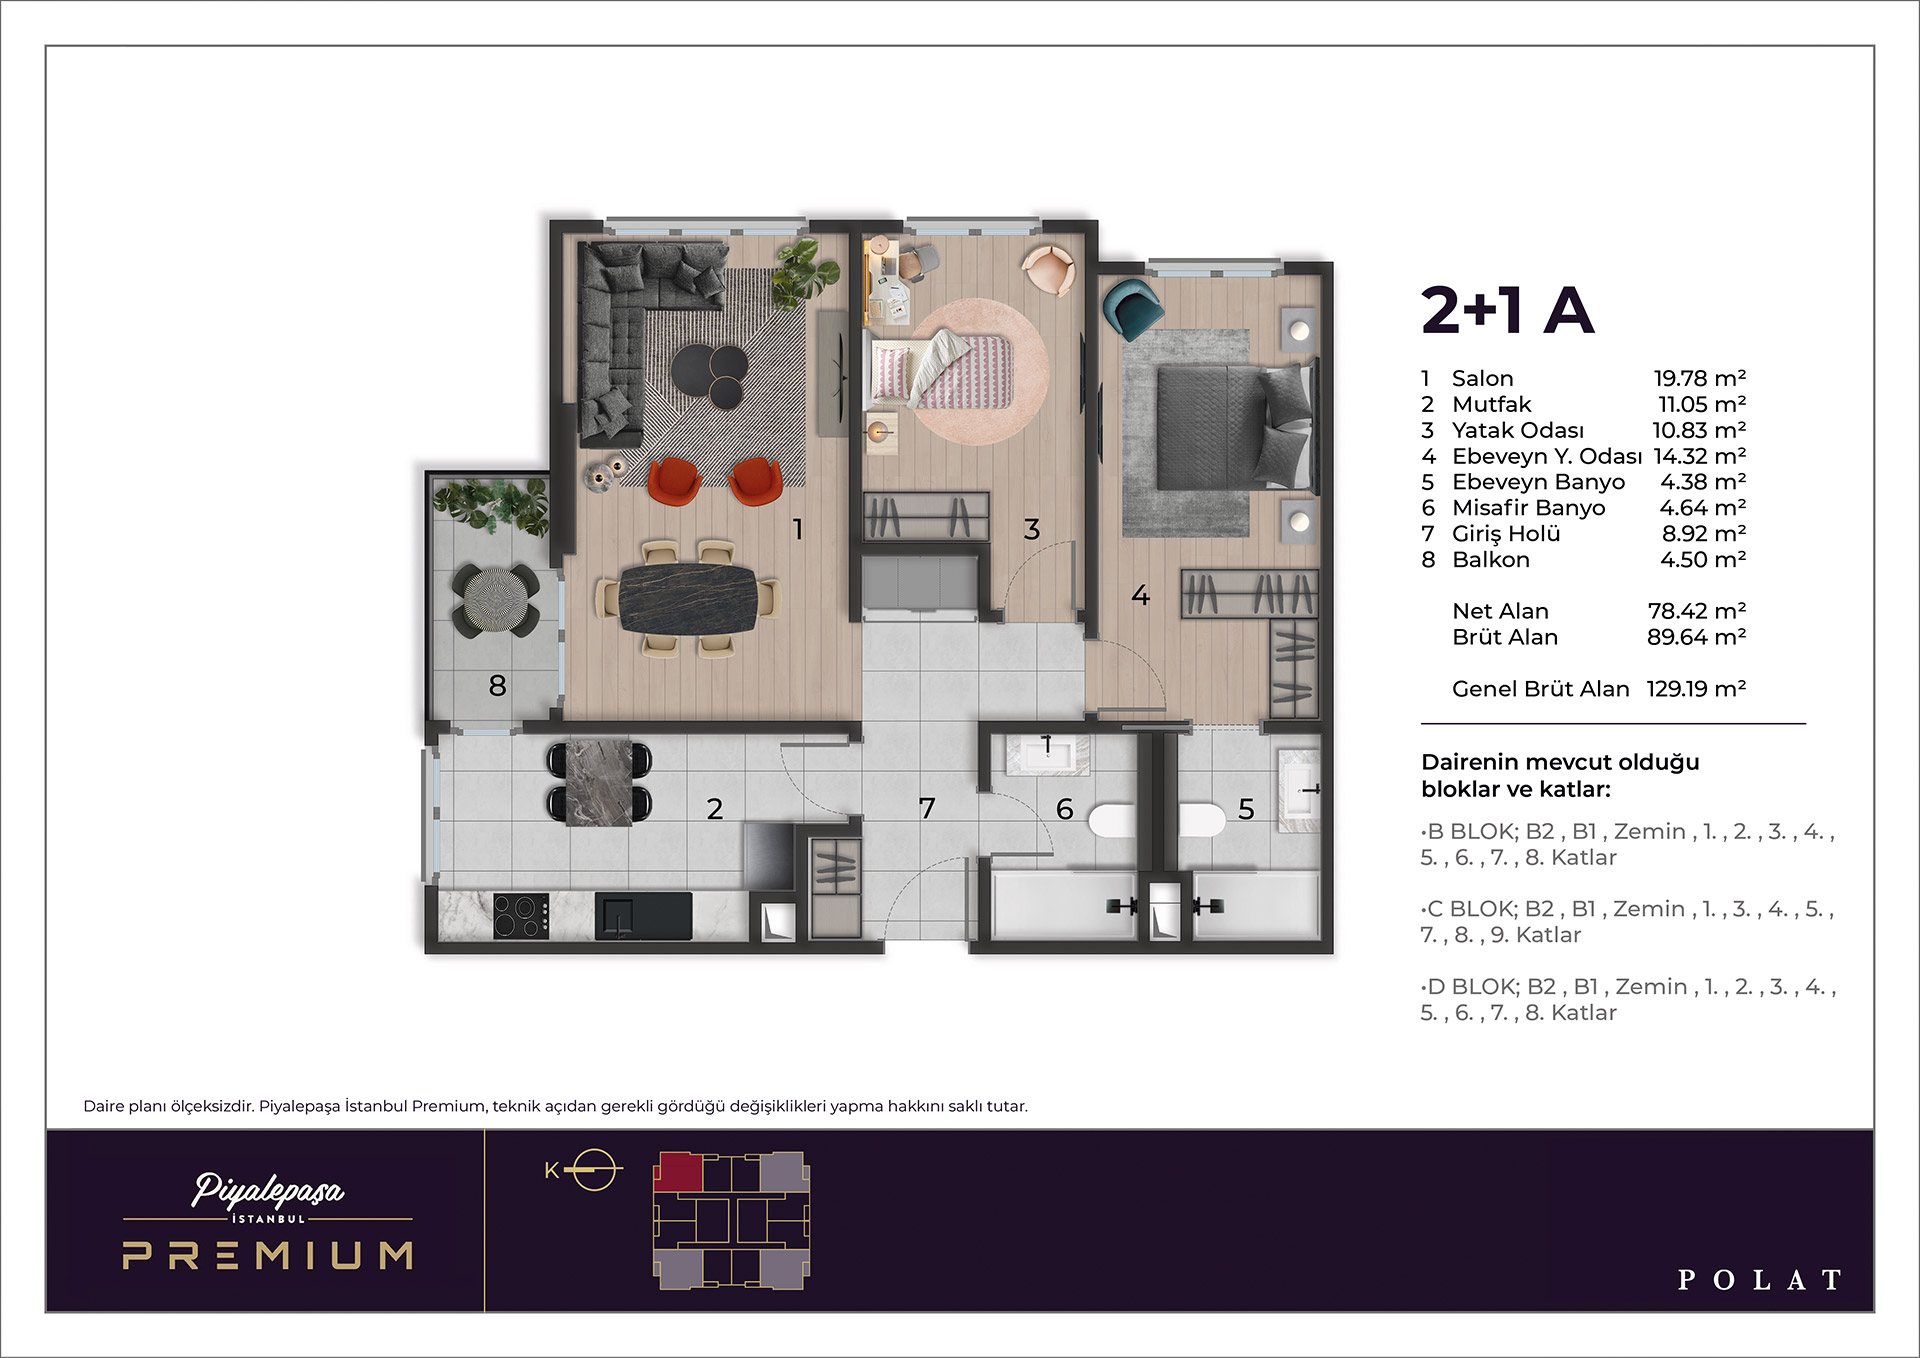 2+1 A
1 Salon 19.78 m²
2 Mutfak 11.05 m²
3 Yatak Odası 10.83 m²
4 Ebeveyn Y. Odası 14.32 m²
5 Ebeveyn Banyo 4.38 m²
6 Misafir Banyo 4.64 m²
7 Giriş Holü 8.92 m²
8 Balkon 4.50 m²
Net Alan 78.42 m²
Brüt Alan 89.64 m²
Genel Brüt Alan 129.19 m²
Dairenin mevcut olduğu
bloklar ve katlar:
•B BLOK; B2 , B1 , Zemin , 1. , 2. , 3. , 4. ,
5. , 6. , 7. , 8. Katlar
•C BLOK; B2 , B1 , Zemin , 1. , 3. , 4. , 5. ,
7. , 8. , 9. Katlar
•D BLOK; B2 , B1 , Zemin , 1. , 2. , 3. , 4. ,
5. , 6. , 7. , 8. Katlar
1
3
4
8
2
7
6
5
Daire planı ölçeksizdir. Piyalepaşa İstanbul Premium, teknik açıdan gerekli gördüğü değişiklikleri yapma hakkını saklı tutar.
Piyalepaşa
İSTANBUL
PREMIUM
K
POLAT